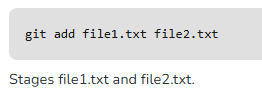 git add file1.txt file2.txt
Stages file1.txt and file2.txt.